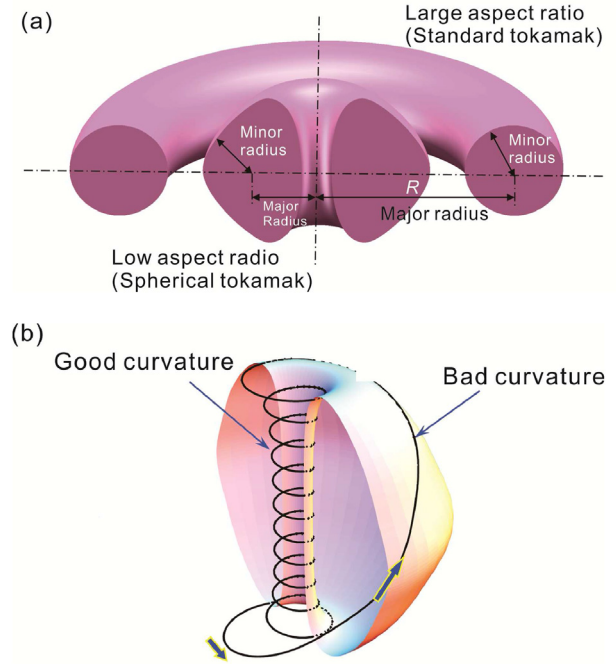 (a)
Large aspect ratio
(Standard tokamak)
Minor
radius
Minor
radius
R
Major
Radius
Major radius
Low aspect radio
(Spherical tokamak)
(b)
Good curvature
Bad curvature